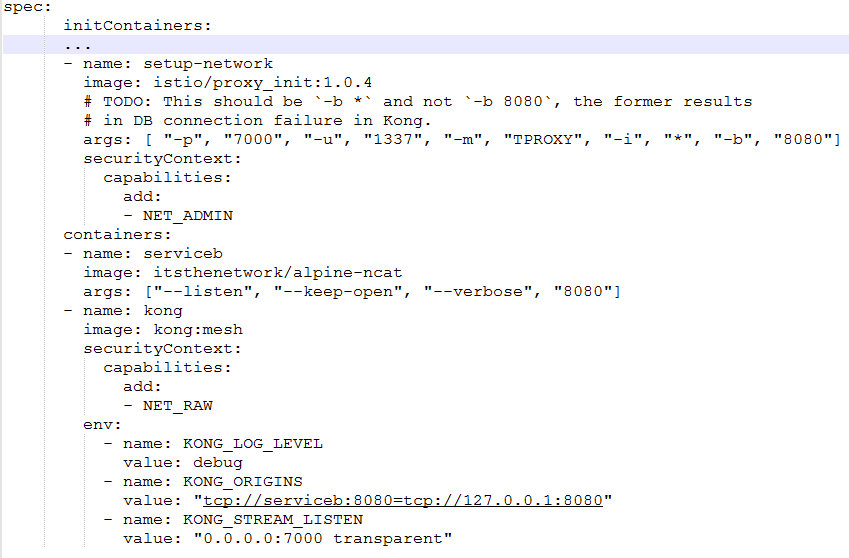 spec:
      initContainers:
      ...
      - name: setup-network
        image: istio/proxy_init:1.0.4
        # TODO: This should be `-b *` and not `-b 8080`, the former results
        # in DB connection failure in Kong.
        args: [ "-p", "7000", "-u", "1337", "-m", "TPROXY", "-i", "*", "-b", "8080"]
        securityContext:
          capabilities:
            add:
            - NET_ADMIN
      containers:
      - name: serviceb
        image: itsthenetwork/alpine-ncat
        args: ["--listen", "--keep-open", "--verbose", "8080"]
      - name: kong
        image: kong:mesh
        securityContext:
          capabilities:
            add:
            - NET_RAW
        env:
          - name: KONG_LOG_LEVEL
            value: debug
          - name: KONG_ORIGINS
            value: "tcp://serviceb:8080=tcp://127.0.0.1:8080"
          - name: KONG_STREAM_LISTEN
            value: "0.0.0.0:7000 transparent"